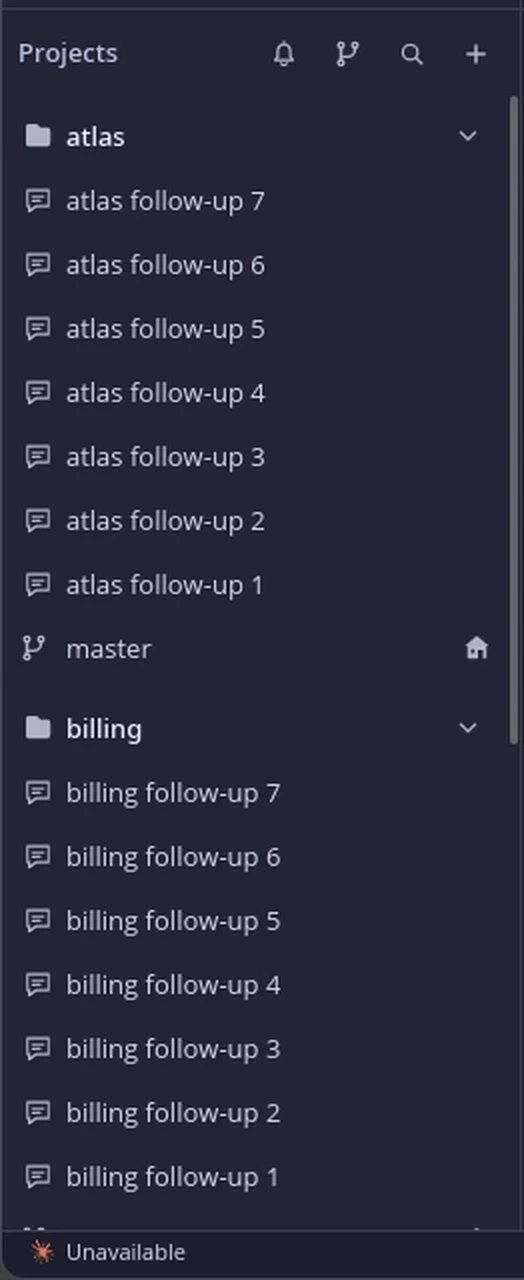 Projects
atlas
atlas follow-up 7
atlas follow-up 6
atlas follow-up 5
atlas follow-up 4
atlas follow-up 3
atlas follow-up 2
atlas follow-up 1
master
billing
billing follow-up 7
billing follow-up 6
billing follow-up 5
billing follow-up 4
billing follow-up 3
billing follow-up 2
billing follow-up 1
Unavailable